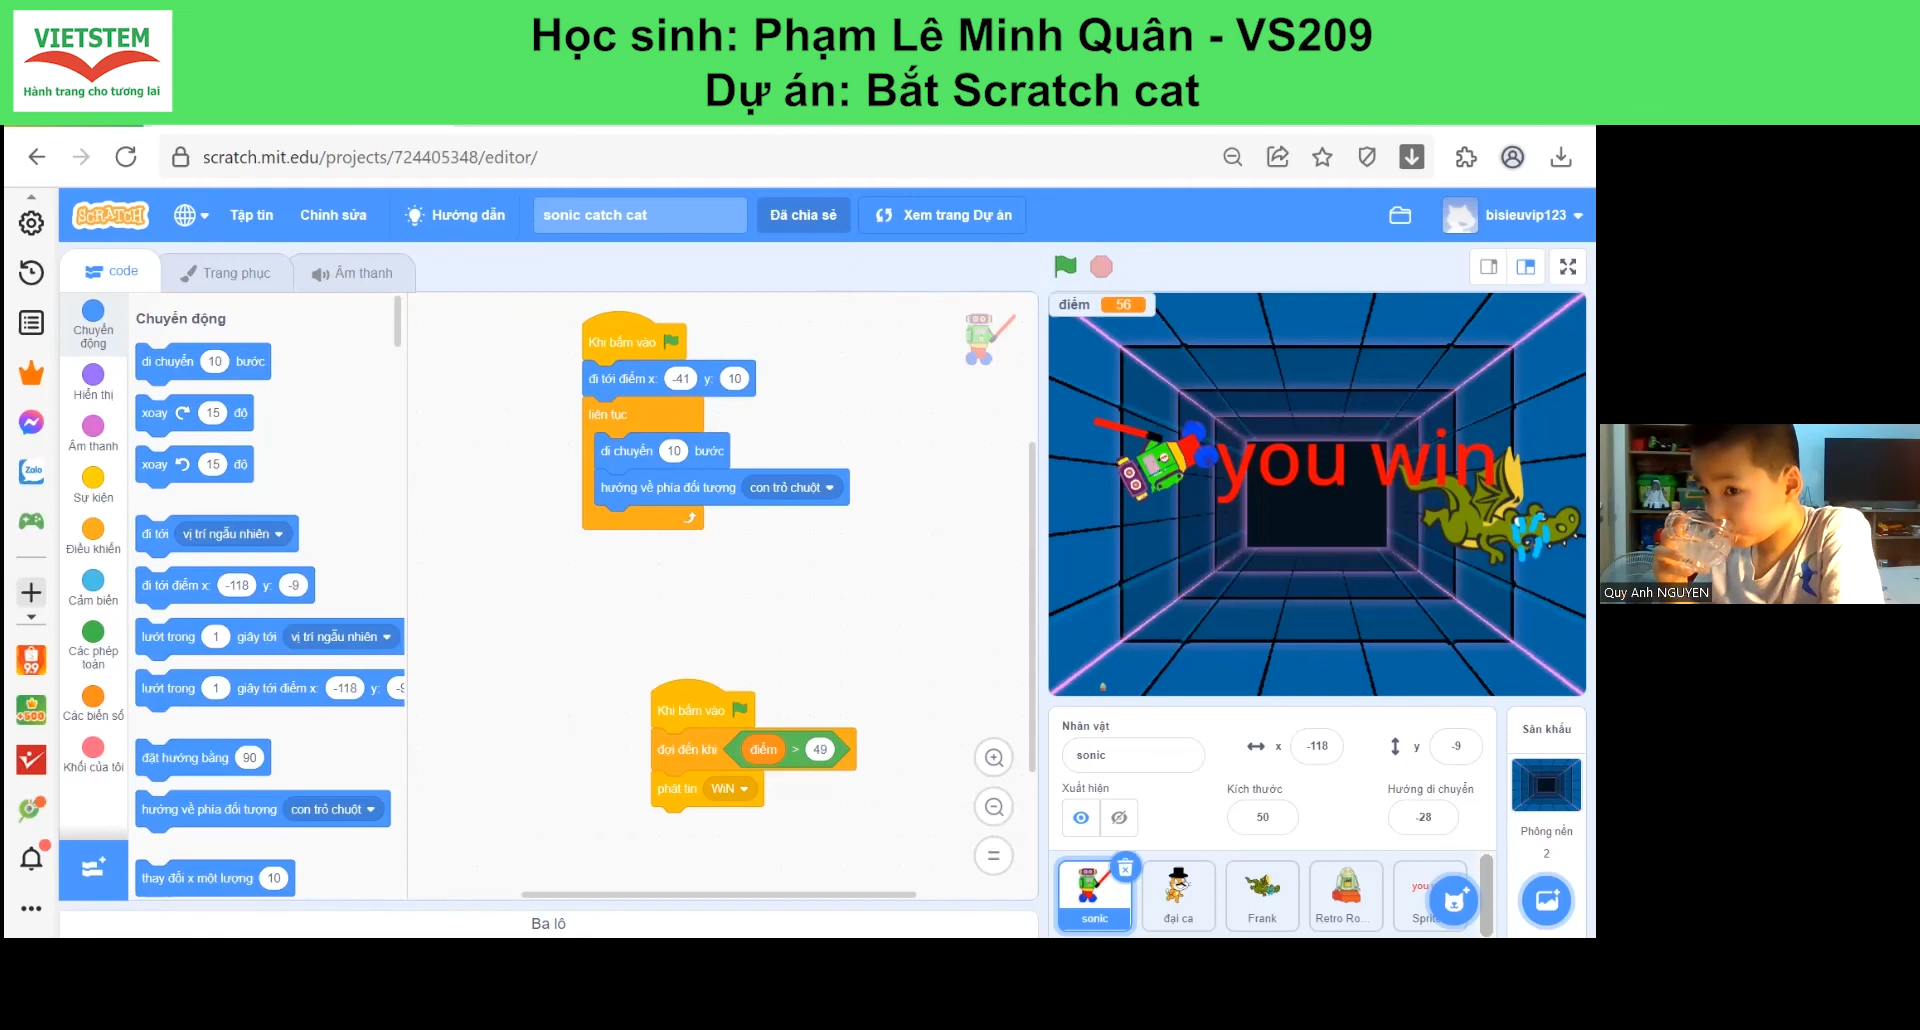 VIETSTEM
Hành trang cho tương lai
Học sinh: Phạm Lê Minh Quân - VS209
Dự án: Bắt Scratch cat
scratch.mit.edu/projects/724405348/editor/
SCRATCH
Tập tin
Chỉnh sửa
Hướng dẫn
sonic catch cat
Đã chia sẻ
Xem trang Dự án
bisieuvip123
code
Trang phục
Âm thanh
Chuyển động
Hiển thị
Âm thanh
Sự kiện
Điều khiển
Cảm biến
Các phép toán
Các biến số
Khối của tôi
Zalo
99
+500
Chuyển động
di chuyển 10 bước
xoay 15 độ
xoay 15 độ
đi tới vị trí ngẫu nhiên
đi tới điểm x: -118 y: -9
lướt trong 1 giây tới vị trí ngẫu nhiên
lướt trong 1 giây tới điểm x: -118 y:
đặt hướng bằng 90
hướng về phía đối tượng con trỏ chuột
thay đổi x một lượng 10
Khi bấm vào
đi tới điểm x: -41 y: 10
liên tục
di chuyển 10 bước
hướng về phía đối tượng con trỏ chuột
Khi bấm vào
đợi đến khi điểm > 49
phát tin WiN
Ba lô
điểm 56
you win
Nhân vật
sonic
x -118
y -9
Xuất hiện
Kích thước
50
Hướng di chuyển
-28
sonic
đại ca
Frank
Retro Ro...
you
Sân khấu
Phông nền
2
Quy Anh NGUYEN